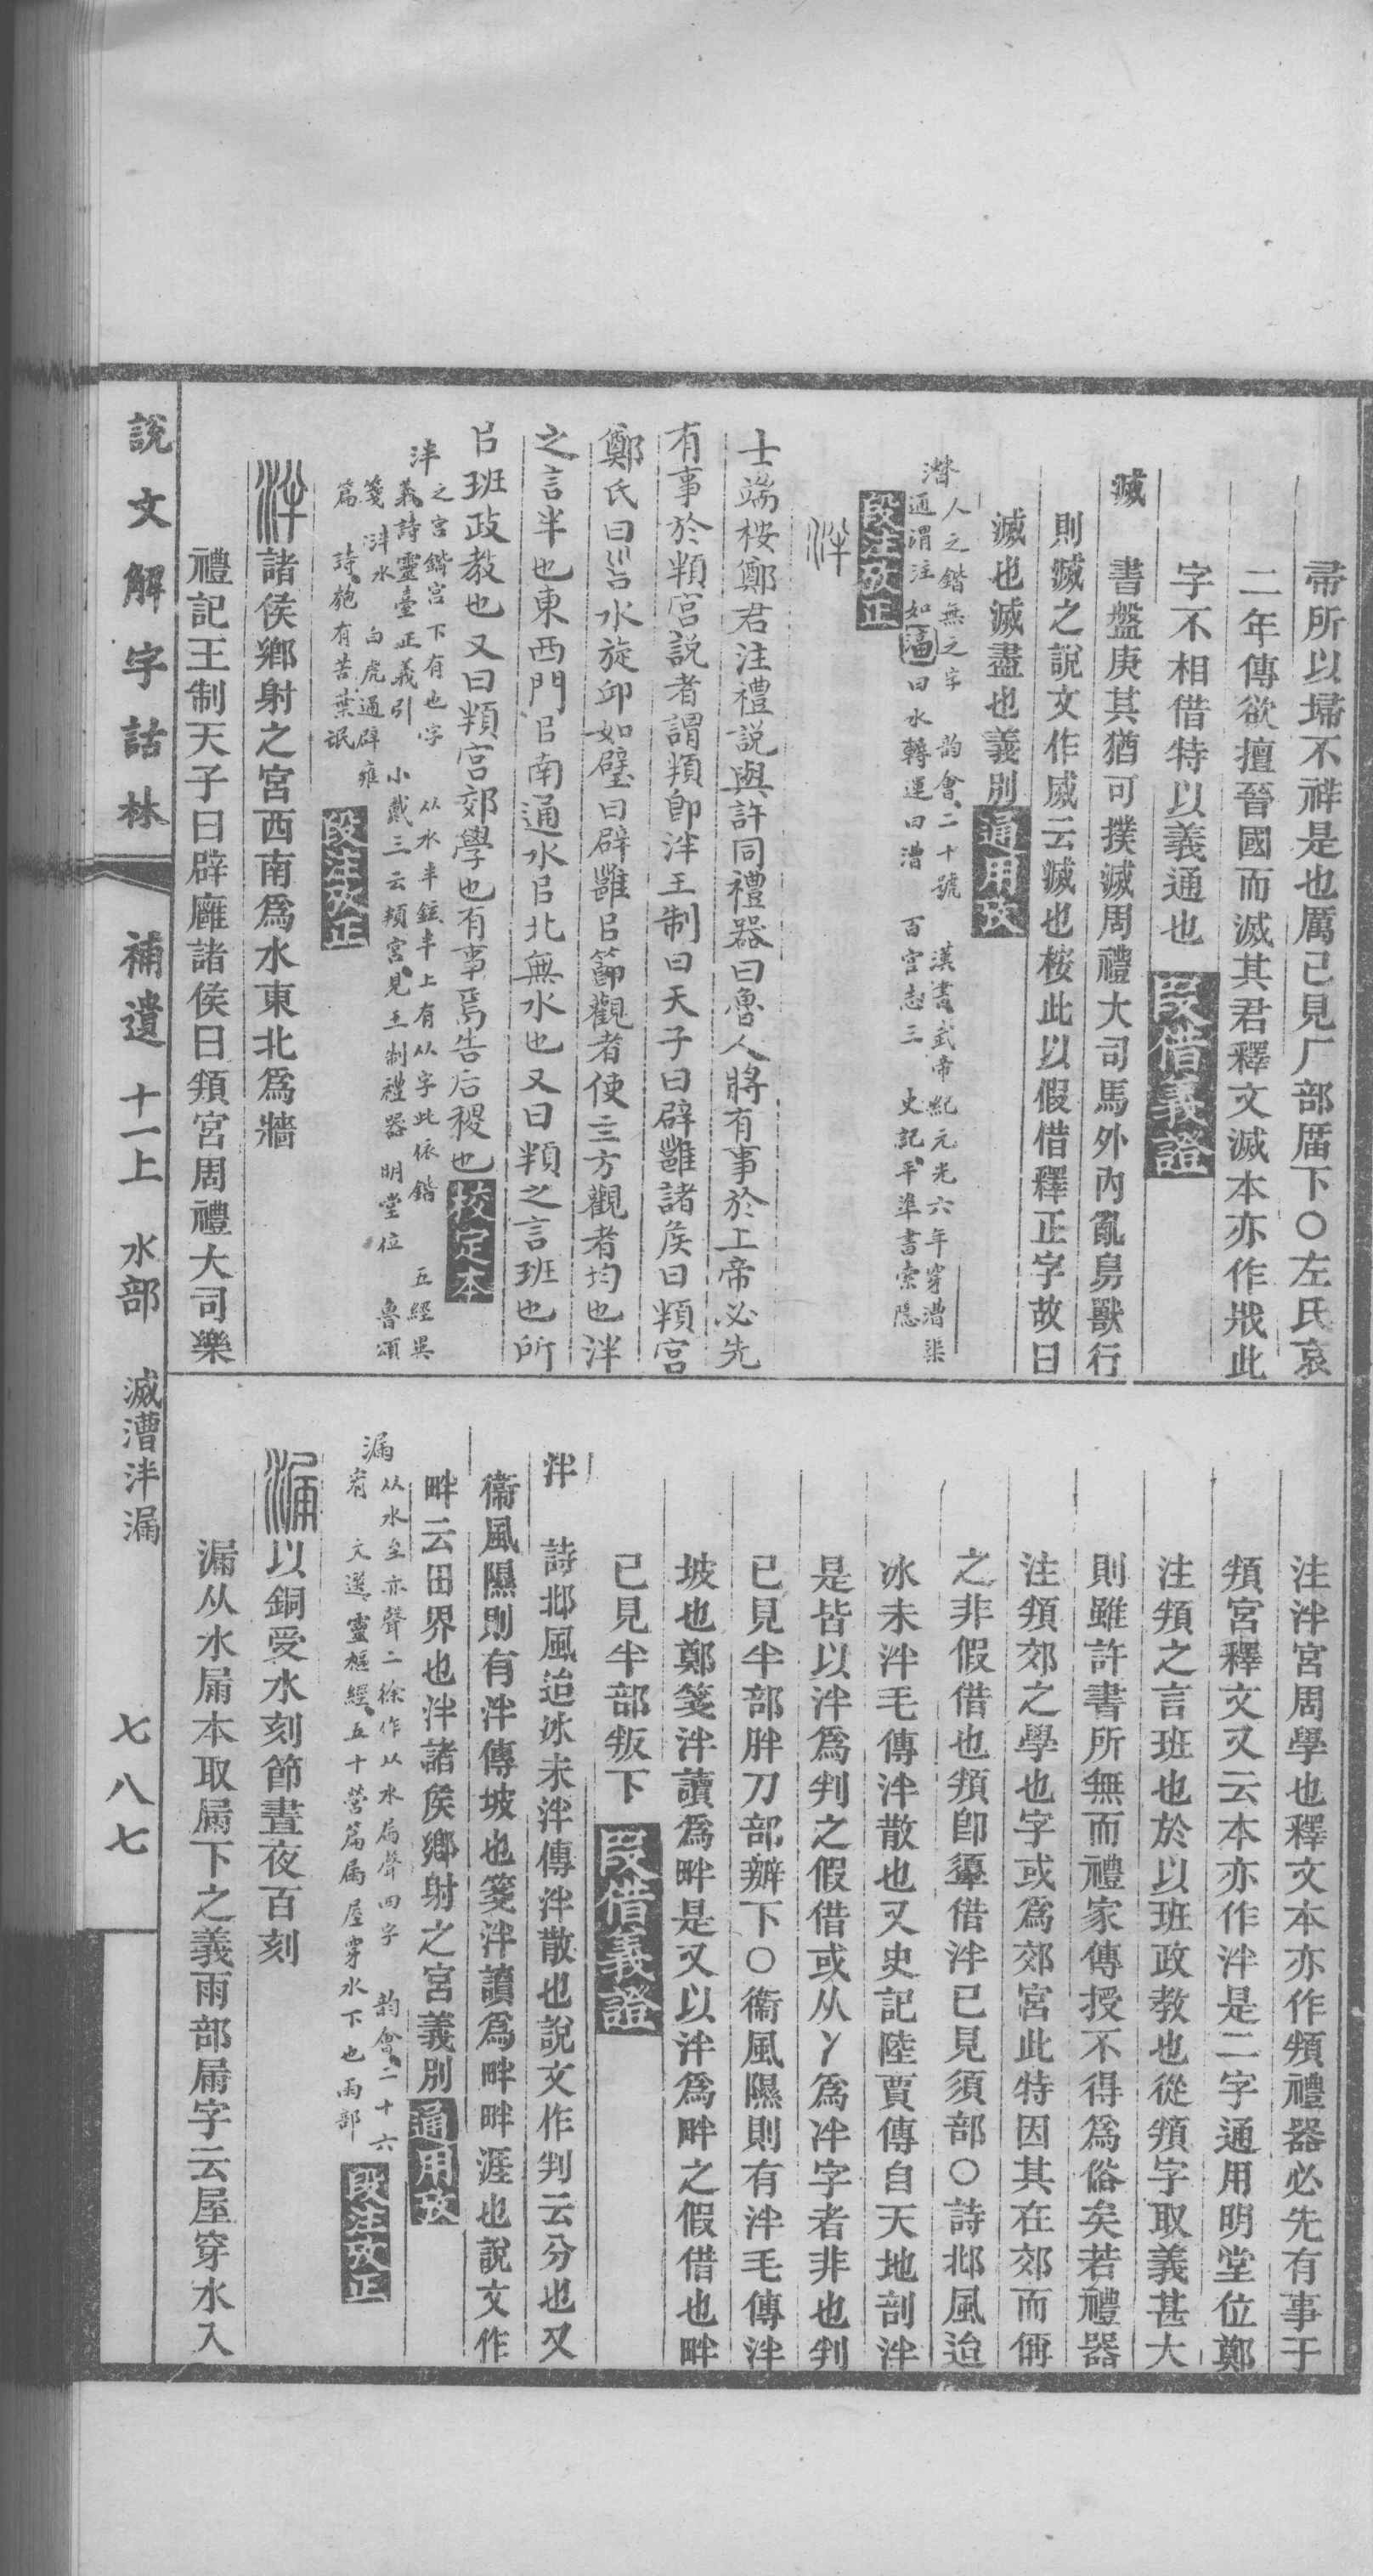 帚所以埽不祥是也厲已見厂部厝下〇左氏哀
二年傳欲擅晉國而滅其君釋文滅本亦作戕此
字不相借特以義通也　叚借義證
滅　書盤庚其猶可撲滅周禮大司馬外內亂鳥獸行
則滅之說文作烕云滅也桉此以假借釋正字故曰
滅也滅盡也義別　通用攷
漕　人之鍇無之字　韵會二十號　漢書武帝紀元光六年穿漕渠
通渭注如淳曰水轉運曰漕　百官志三　史記平準書索隱
段注攷正
泮
士端桉鄭君注禮說與許同禮器曰魯人將有事於上帝必先
有事於頖宮說者謂頖卽泮王制曰天子曰辟雝諸侯曰頖宮
鄭氏曰㠯水旋邱如璧曰辟雝㠯節觀者使三方觀者均也泮
之言半也東西門㠯南通水㠯北無水也又曰頖之言班也所
㠯班政教也又曰頖宮郊學也有事焉告后稷也　校定本
泮　之宮鍇宮下有也字　从水半鉉半上有从字此依鍇　五經異
義詩靈臺正義引　小戴三云頖宮見王制禮器　明堂位　魯頌
箋泮水　白虎通辟雍
篇　詩匏有苦葉氓　段注攷正
泮　諸侯鄉射之宮西南爲水東北爲牆
禮記王制天子曰辟廱諸侯曰頖宮周禮大司樂
注泮宮周學也釋文本亦作頖禮器必先有事于
頖宮釋文又云本亦作泮是二字通用明堂位鄭
注頖之言班也於以班政教也從頖字取義甚大
則雖許書所無而禮家傳授不得爲俗矣若禮器
注頖郊之學也字或爲郊宮此特因其在郊而偁
之非假借也頖卽　借泮已見須部〇詩邶風迨
冰未泮毛傳泮散也又史記陸賈傳自天地剖泮
是皆以泮爲判之假借或从冫爲冸字者非也判
已見半部胖刀部辦下〇衞風隰則有泮毛傳泮
坡也鄭箋泮讀爲畔是又以泮爲畔之假借也畔
已見半部叛下　叚借義證
泮　詩邶風迨冰未泮傳泮散也說文作判云分也又
衞風隰則有泮傳坡也箋泮讀爲畔畔涯也說文作
畔云田界也泮諸侯鄉射之宮義別　通用攷
漏　从水　亦聲二徐作以水屚聲四字　韵會二十六
宥　文選　靈樞經五十營篇屚屋穿水下也雨部　段注攷正
漏　以銅受水刻節晝夜百刻
漏从水屚本取屚下之義雨部屚字云屋穿水入
說文解字詁林　補遺　十一上　水部　滅漕泮漏　七八七